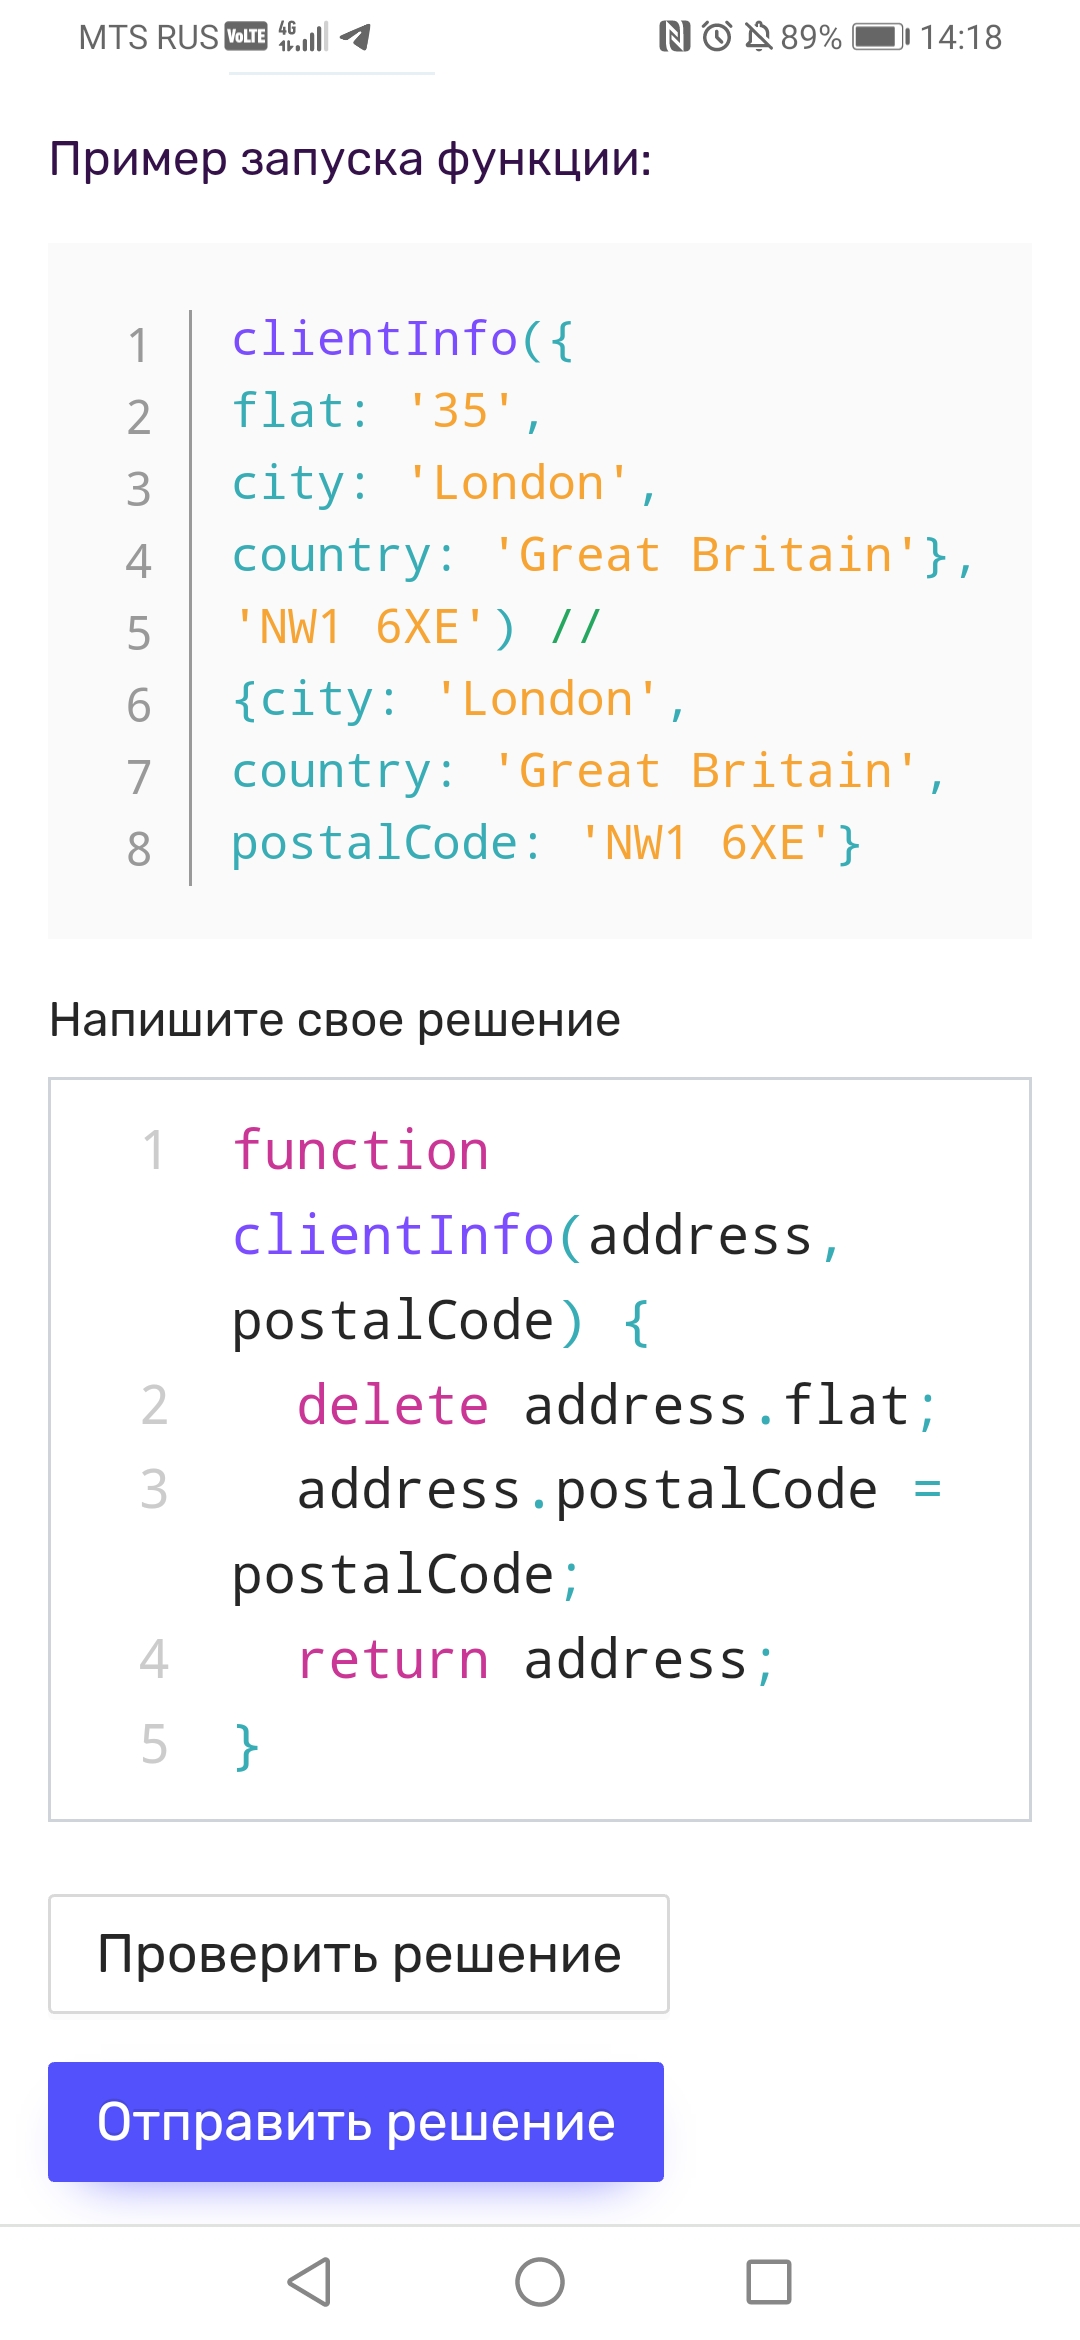 MTS RUS VoLTE 4G 89% 14:18
Пример запуска функции:
1 clientInfo({
2 flat: '35',
3 city: 'London',
4 country: 'Great Britain'},
5 'NW1 6XE') //
6 {city: 'London',
7 country: 'Great Britain',
8 postalCode: 'NW1 6XE'}
Напишите свое решение
1 function
clientInfo(address,
postalCode) {
2 delete address.flat;
3 address.postalCode =
postalCode;
4 return address;
5 }
Проверить решение
Отправить решение